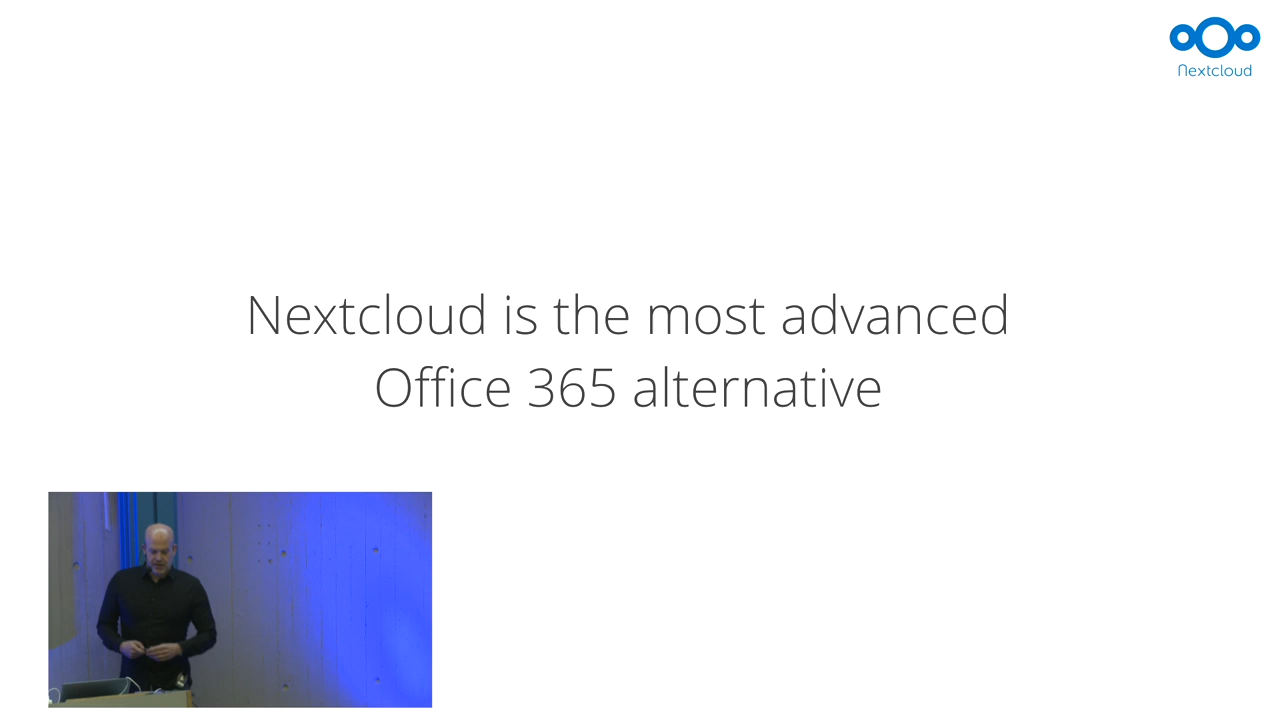 Nextcloud
Nextcloud is the most advanced
Office 365 alternative